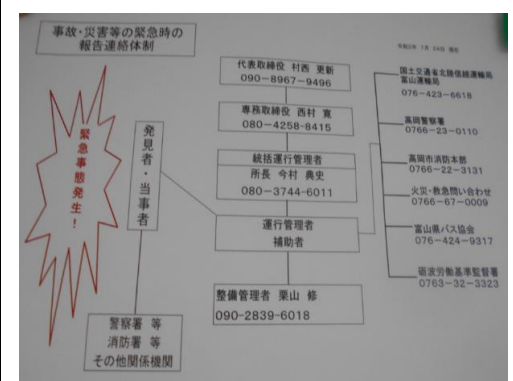 事故・災害等の緊急時の
報告連絡体制
緊急事態発生!
発見者・当事者
警察署 等
消防署 等
その他関係機関
代表取締役 村西 更新
090-8967-9496
専務取締役 西村 寛
080-4258-8415
統括運行管理者
所長 今村 典史
080-3744-6011
運行管理者
補助者
整備管理者 栗山 修
090-2839-6018
国土交通省北陸信越運輸局
富山運輸局
076-423-6618
高岡警察署
0766-23-0110
高岡市消防本部
0766-22-3131
火災・救急問い合わせ
0766-67-0009
富山県バス協会
076-424-9317
砺波労働基準監督署
0763-32-3323